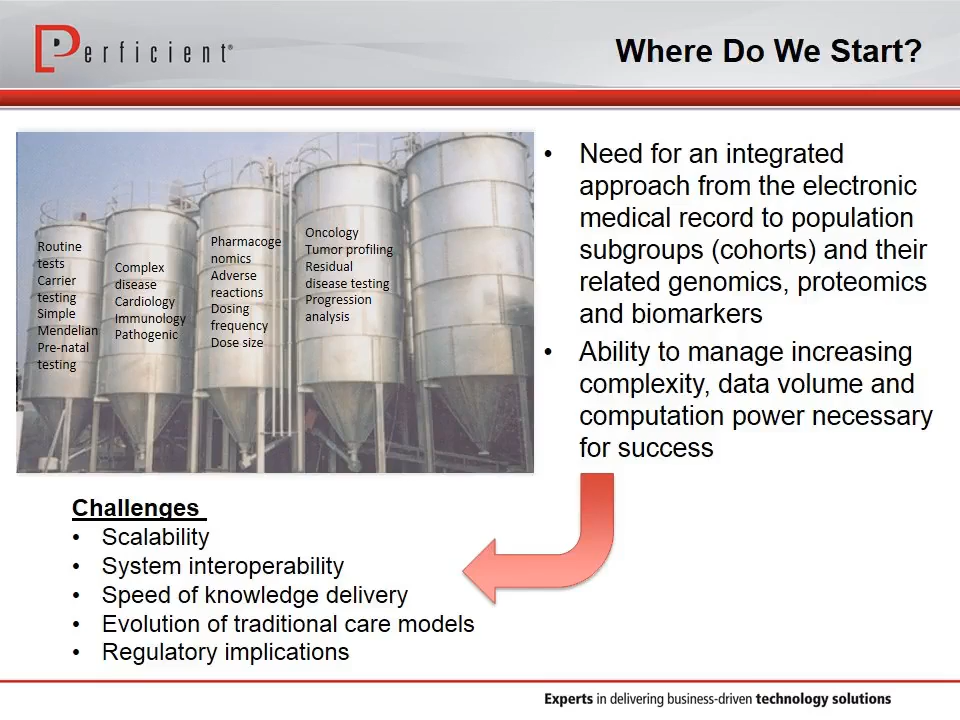 Perficient®
Where Do We Start?
Routine
tests
Carrier
testing
Simple
Mendelian
Pre-natal
testing
Complex
disease
Cardiology
Immunology
Pathogenic
Pharmacoge
nomics
Adverse
reactions
Dosing
frequency
Dose size
Oncology
Tumor profiling
Residual
disease testing
Progression
analysis
• Need for an integrated
approach from the electronic
medical record to population
subgroups (cohorts) and their
related genomics, proteomics
and biomarkers
• Ability to manage increasing
complexity, data volume and
computation power necessary
for success
Challenges
• Scalability
• System interoperability
• Speed of knowledge delivery
• Evolution of traditional care models
• Regulatory implications
Experts in delivering business-driven technology solutions